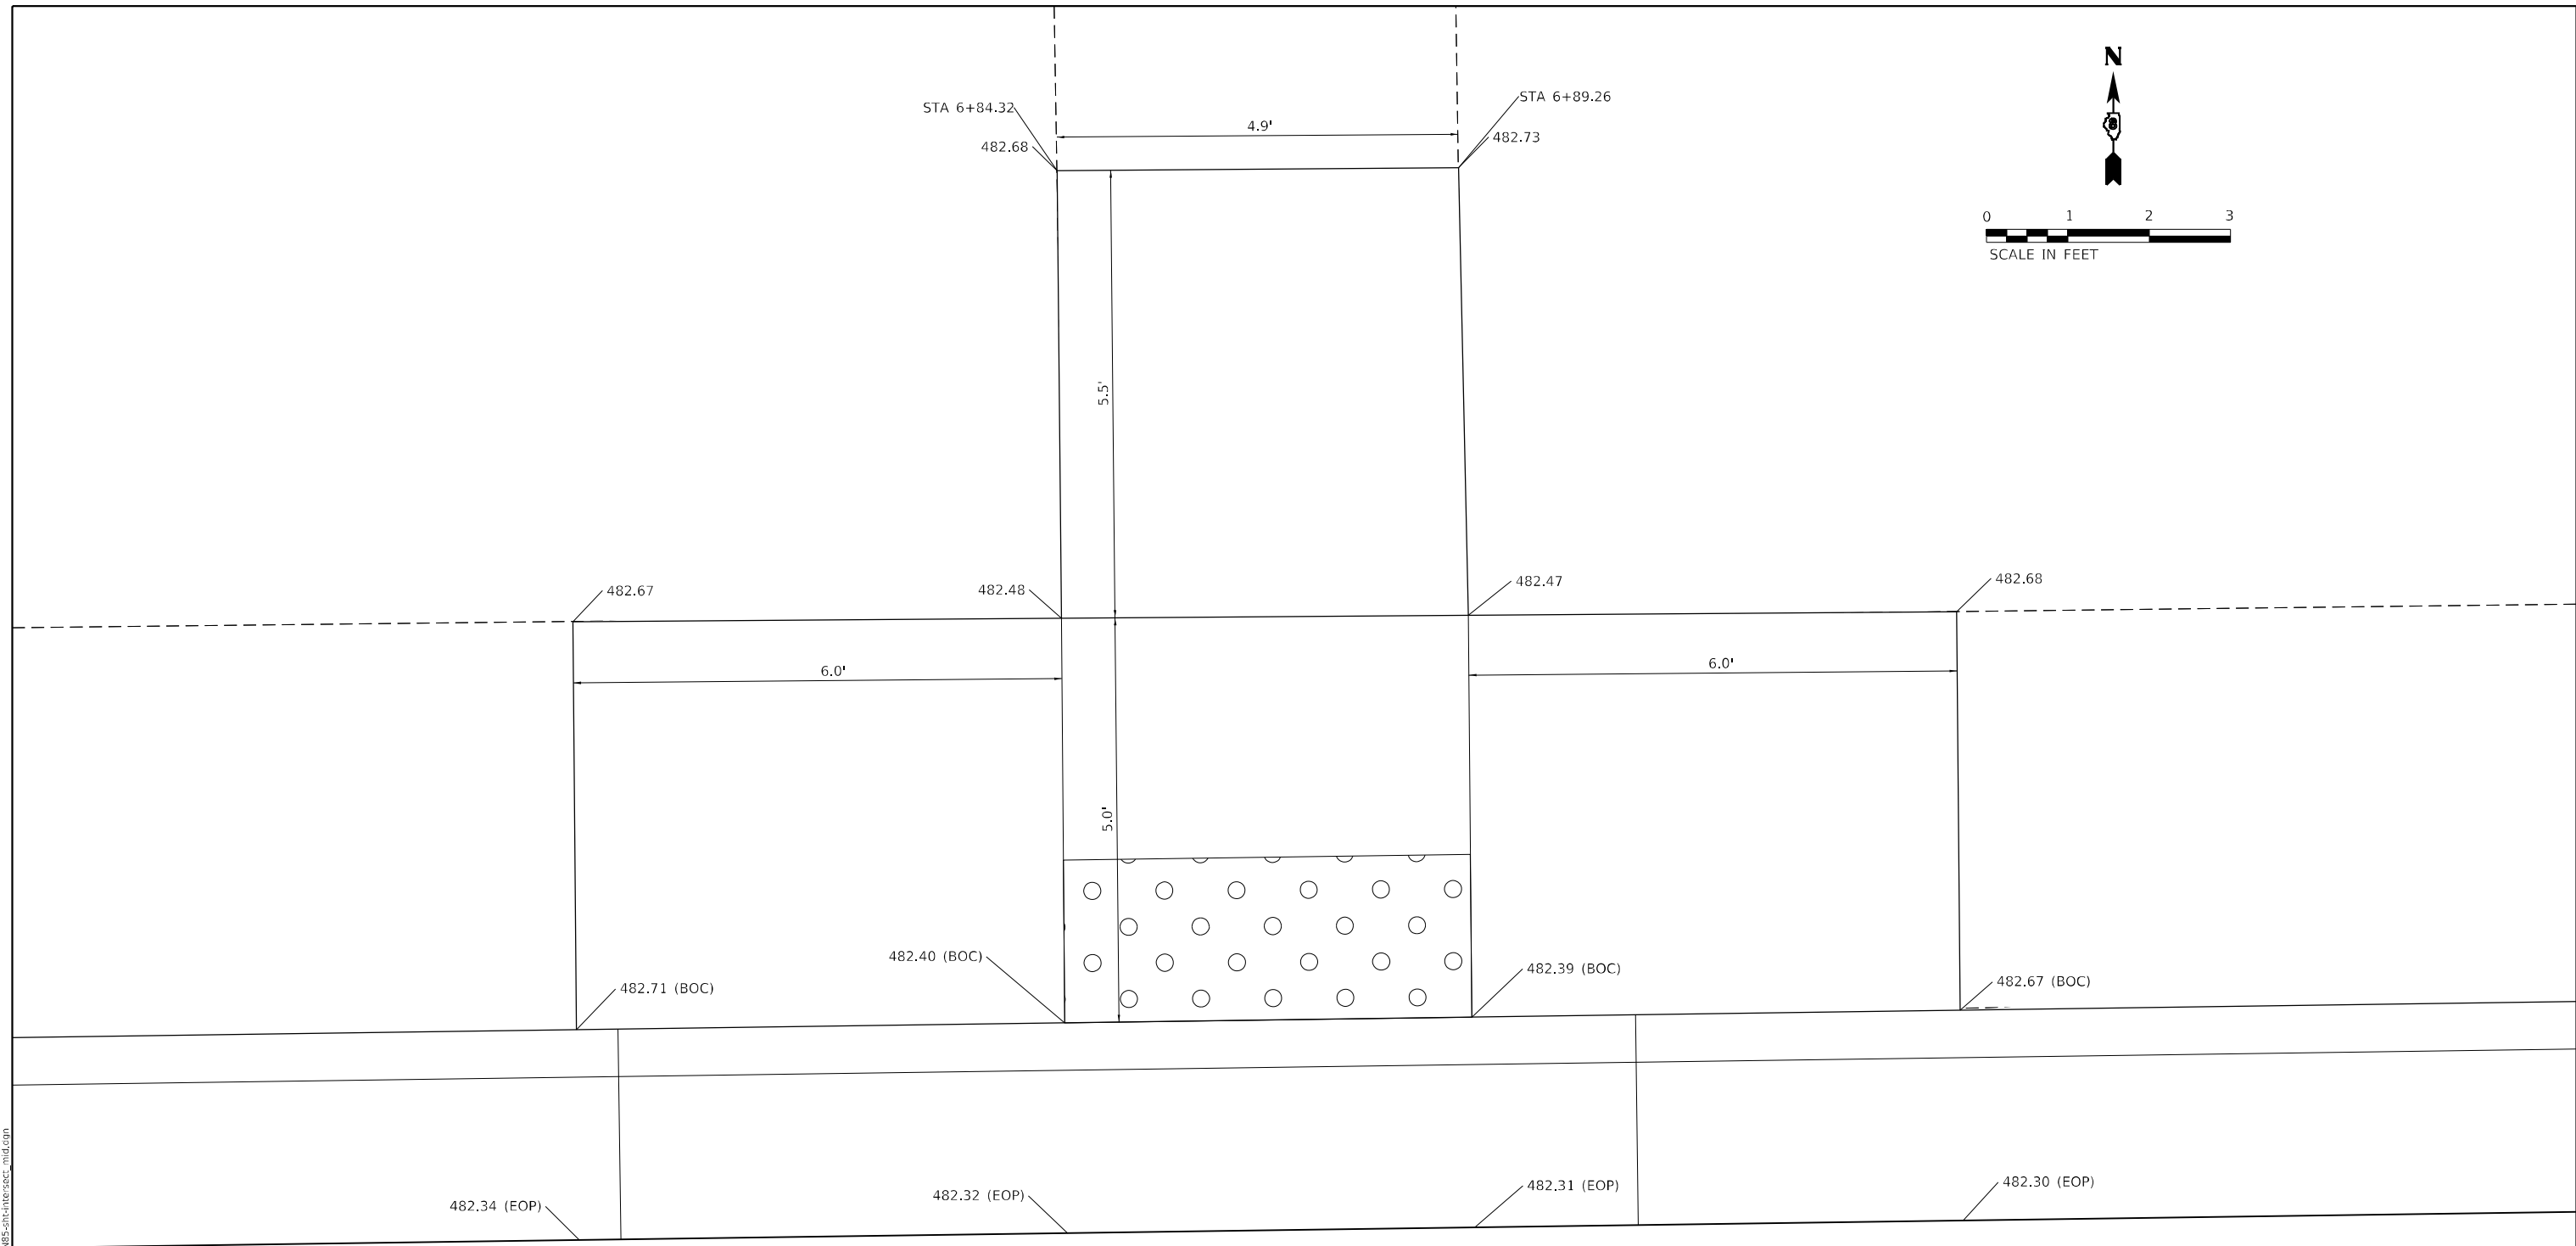 N
STA 6+84.32
STA 6+89.26
4.9'
482.68
482.73
0 1 2 3
SCALE IN FEET
5.5'
482.67
482.48
482.47
482.68
6.0'
6.0'
5.0'
482.40 (BOC)
482.39 (BOC)
482.71 (BOC)
482.67 (BOC)
482.34 (EOP)
482.32 (EOP)
482.31 (EOP)
482.30 (EOP)